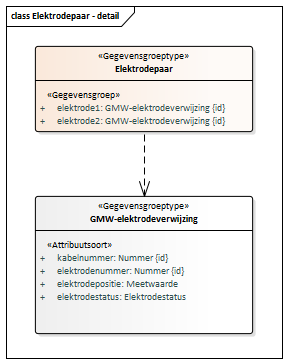 class Elektrodepaar - detail
«Gegevensgroeptype»
Elektrodepaar
«Gegevensgroep»
+ elektrode1: GMW-elektrodeverwijzing {id}
+ elektrode2: GMW-elektrodeverwijzing {id}
«Gegevensgroeptype»
GMW-elektrodeverwijzing
«Attribuutsoort»
+ kabelnummer: Nummer {id}
+ elektrodenummer: Nummer {id}
+ elektrodepositie: Meetwaarde
+ elektrodestatus: Elektrodestatus